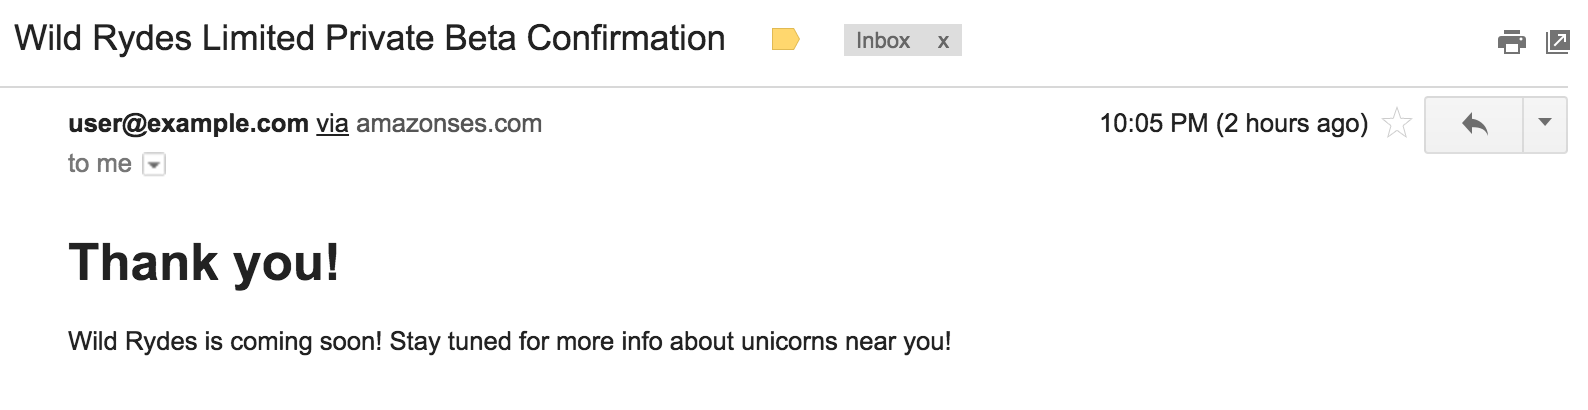 Wild Rydes Limited Private Beta Confirmation Inbox x
user@example.com via amazonses.com 10:05 PM (2 hours ago)
to me
Thank you!
Wild Rydes is coming soon! Stay tuned for more info about unicorns near you!